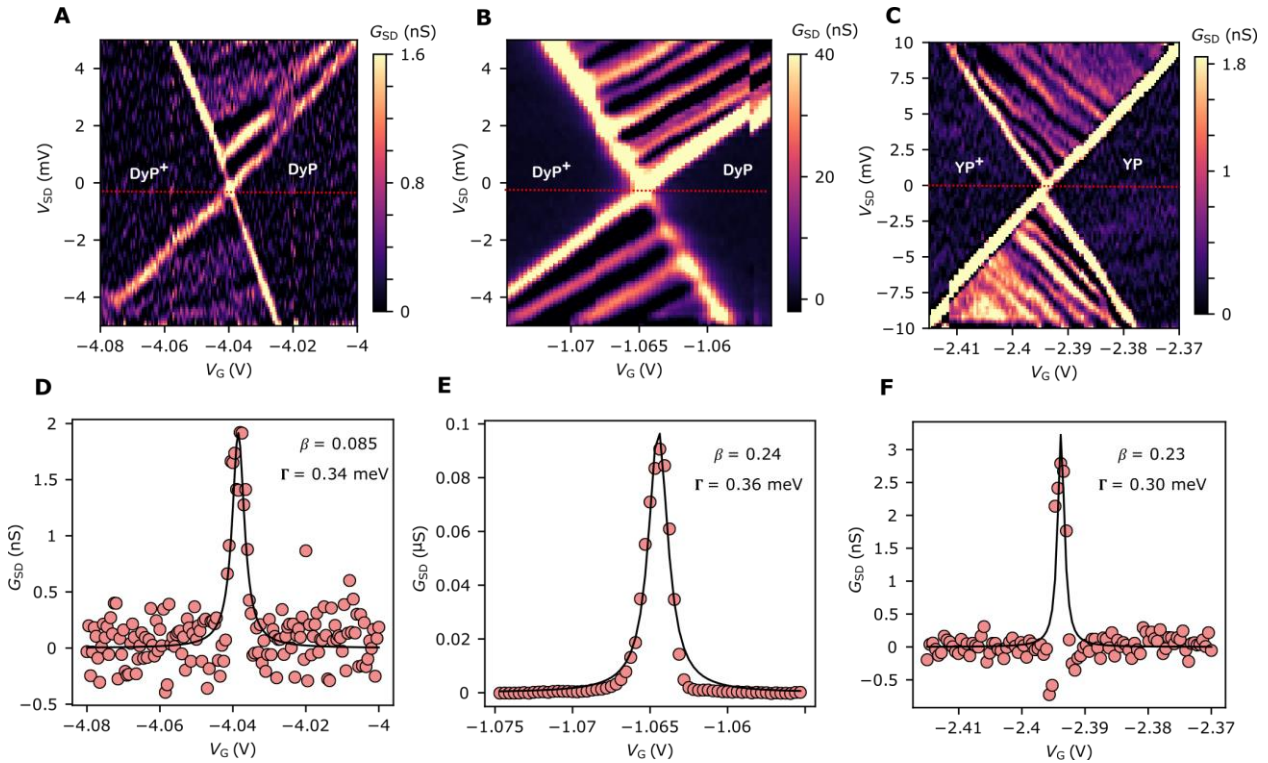 A
G_SD (nS)
1.6
1.2
0.6
0
4
2
0
−2
−4
V_SD (mV)
DyP⁺
DyP
−4.08
−4.06
−4.04
−4.02
−4
V_G (V)
B
G_SD (nS)
40
20
0
4
2
0
−2
−4
V_SD (mV)
DyP⁺
DyP
−1.07
−1.065
−1.06
V_G (V)
C
G_SD (nS)
1.8
1
0
10
7.5
5
2.5
0
−2.5
−5
−7.5
−10
V_SD (mV)
YP⁺
YP
−2.41
−2.4
−2.39
−2.38
−2.37
V_G (V)
D
2
1.5
1
0.5
0
−0.5
G_SD (nS)
β = 0.085
Γ = 0.34 meV
−4.08
−4.06
−4.04
−4.02
−4
V_G (V)
E
0.1
0.08
0.06
0.04
0.02
0
G_SD (µS)
β = 0.24
Γ = 0.36 meV
−1.075
−1.07
−1.065
−1.06
V_G (V)
F
3
2.5
2
1.5
1
0.5
0
−0.5
G_SD (nS)
β = 0.23
Γ = 0.30 meV
−2.41
−2.4
−2.39
−2.38
−2.37
V_G (V)